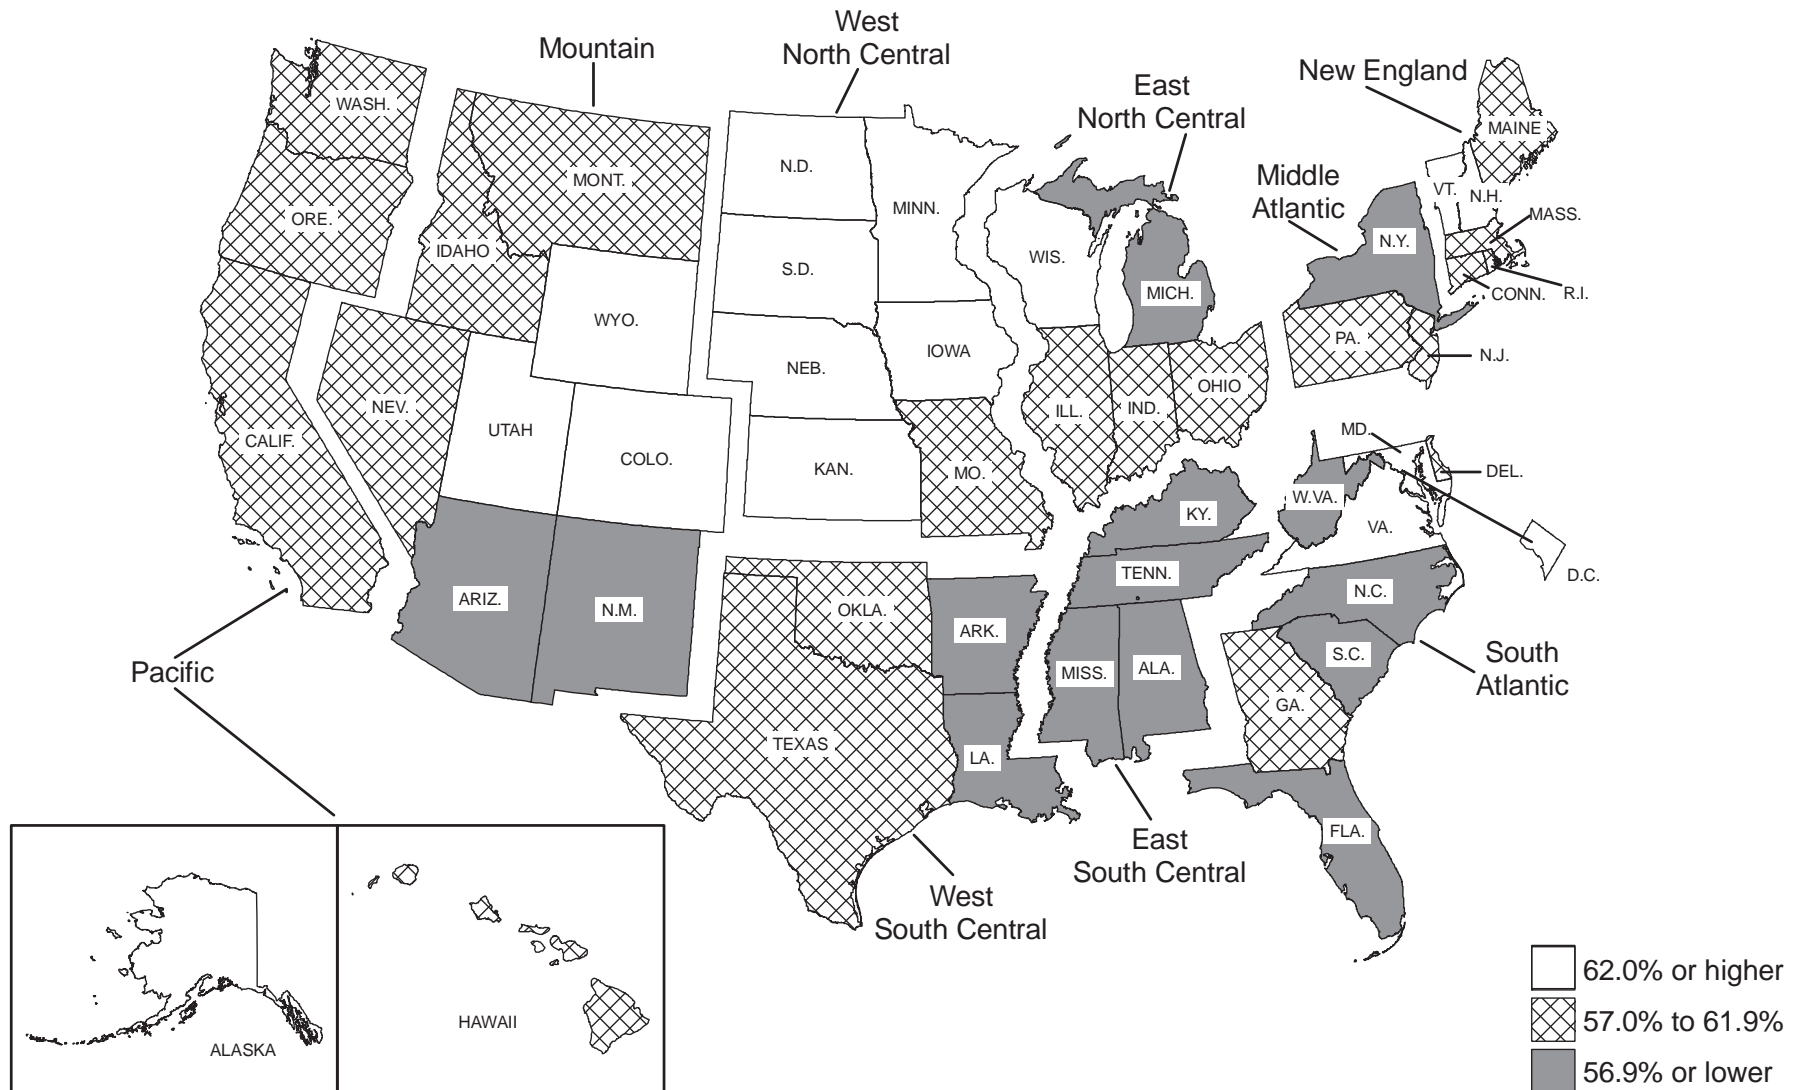 West
North Central
Mountain
New England
East
North Central
WASH.
MAINE
N.D.
MONT.
Middle
Atlantic
VT.
N.H.
MINN.
MASS.
ORE.
IDAHO
N.Y.
WIS.
S.D.
MICH.
CONN.
R.I.
WYO.
PA.
IOWA
N.J.
NEB.
OHIO
NEV.
ILL.
IND.
UTAH
MD.
CALIF.
COLO.
KAN.
MO.
DEL.
W.VA.
KY.
VA.
TENN.
D.C.
ARIZ.
N.M.
N.C.
OKLA.
ARK.
S.C.
South
Atlantic
Pacific
MISS.
ALA.
GA.
TEXAS
LA.
FLA.
East
South Central
West
South Central
62.0% or higher
HAWAII
57.0% to 61.9%
ALASKA
56.9% or lower